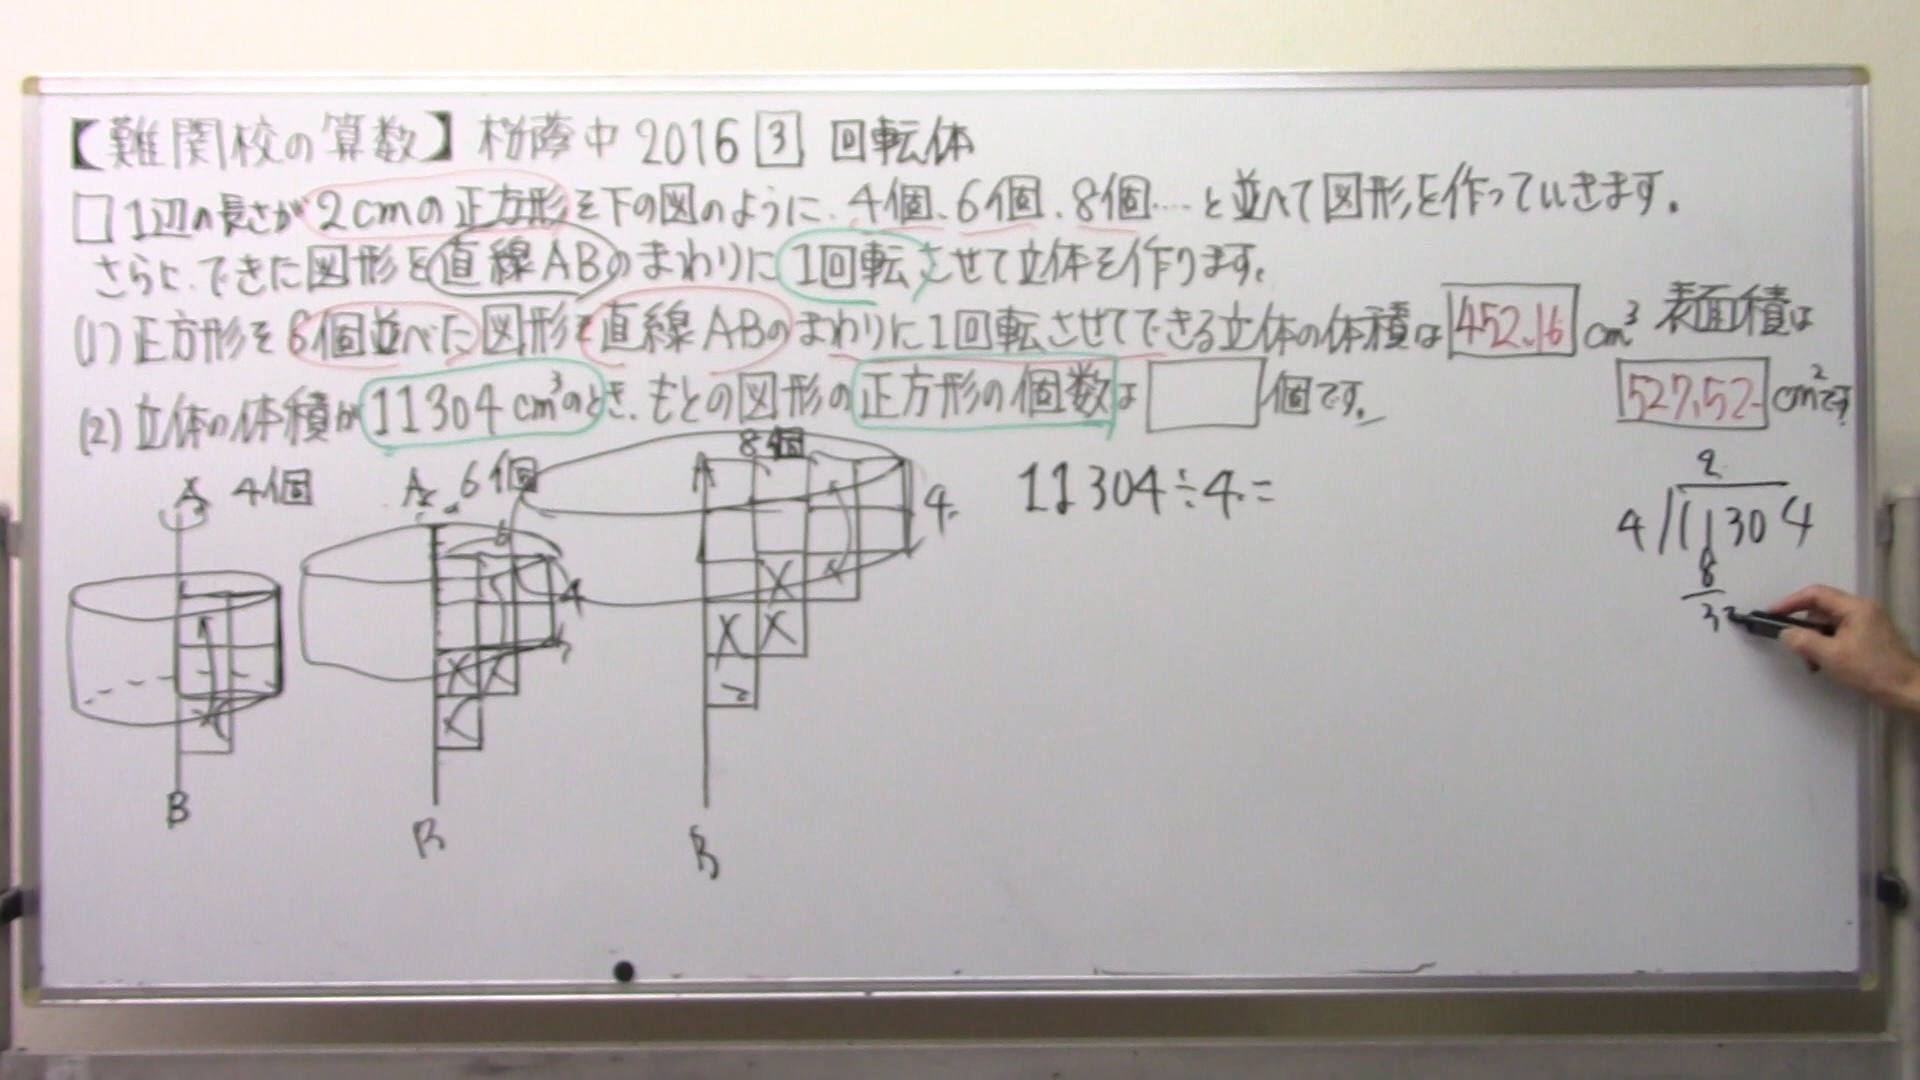 【難関校の算数】 桜蔭中 2016 3 回転体
□ 1辺の長さが 2cmの正方形を下の図のように、4個、6個、8個…. と並べて図形を作っていきます。
さらに、できた図形を直線ABのまわりに1回転させて立体を作ります。
(1) 正方形を6個並べた図形を直線ABのまわりに1回転させてできる立体の体積は 452.16 cm³ 表面積は
527.52 cm²です
(2) 立体の体積が11304cm³のとき、もとの図形の正方形の個数は 個です。
A 4個
A 6個
A 8個
6
4
4
11304÷4=
2
4 11304
8
3
B
B
B